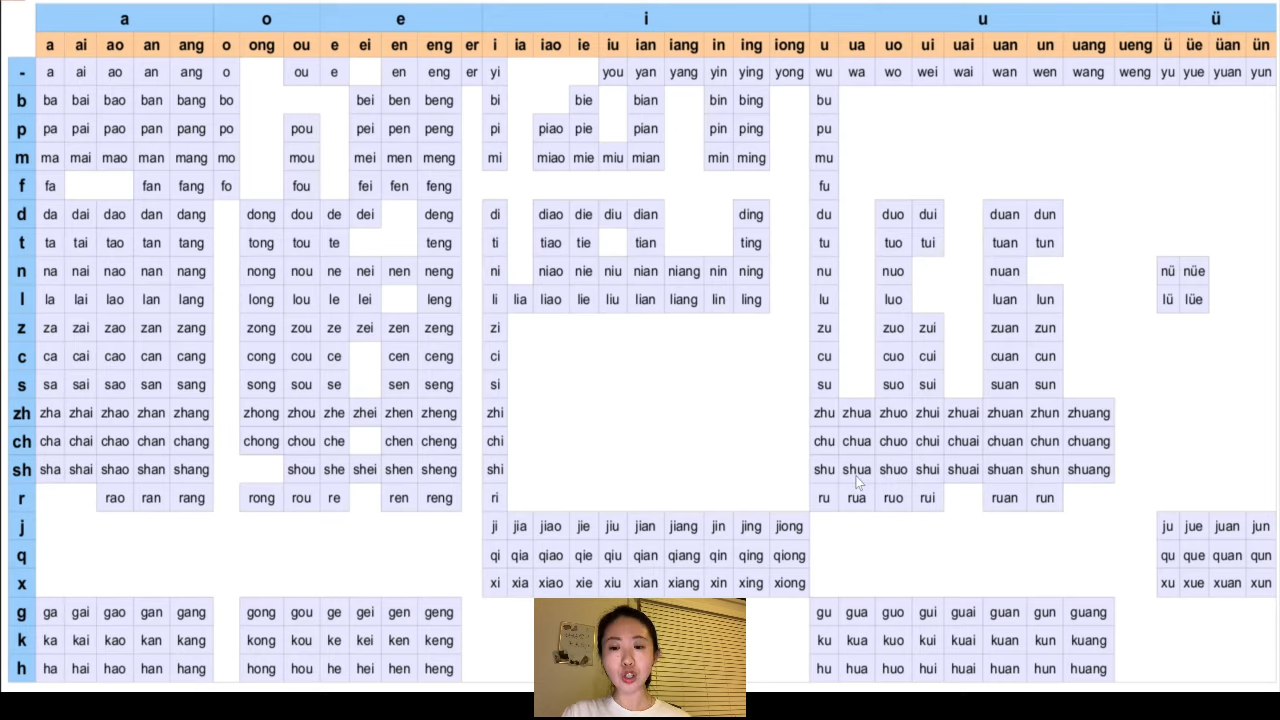 a o e i u ü
a ai ao an ang o ong ou e ei en eng er i ia iao ie iu ian iang in ing iong u ua uo ui uai uan un uang ueng ü üe üan ün
- a ai ao an ang o ou e en eng er yi you yan yang yin ying yong wu wa wo wei wai wan wen wang weng yu yue yuan yun
b ba bai bao ban bang bo bei ben beng bi bie bian bin bing bu
p pa pai pao pan pang po pou pei pen peng pi piao pie pian pin ping pu
m ma mai mao man mang mo mou mei men meng mi miao mie miu mian min ming mu
f fa fan fang fo fou fei fen feng fu
d da dai dao dan dang dong dou de dei deng di diao die diu dian ding du duo dui duan dun
t ta tai tao tan tang tong tou te teng ti tiao tie tian ting tu tuo tui tuan tun
n na nai nao nan nang nong nou ne nei nen neng ni niao nie niu nian niang nin ning nu nuo nuan nü nüe
l la lai lao lan lang long lou le lei leng li lia liao lie liu lian liang lin ling lu luo luan lun lü lüe
z za zai zao zan zang zong zou ze zei zen zeng zi zu zuo zui zuan zun
c ca cai cao can cang cong cou ce cen ceng ci cu cuo cui cuan cun
s sa sai sao san sang song sou se sen seng si su suo sui suan sun
zh zha zhai zhao zhan zhang zhong zhou zhe zhei zhen zheng zhi zhu zhua zhuo zhui zhuai zhuan zhun zhuang
ch cha chai chao chan chang chong chou che chen cheng chi chu chua chuo chui chuai chuan chun chuang
sh sha shai shao shan shang shou she shei shen sheng shi shu shua shuo shui shuai shuan shun shuang
r rao ran rang rong rou re ren reng ri ru rua ruo rui ruan run
j ji jia jiao jie jiu jian jiang jin jing jiong ju jue juan jun
q qi qia qiao qie qiu qian qiang qin qing qiong qu que quan qun
x xi xia xiao xie xiu xian xiang xin xing xiong xu xue xuan xun
g ga gai gao gan gang gong gou ge gei gen geng gu gua guo gui guai guan gun guang
k ka kai kao kan kang kong kou ke kei ken keng ku kua kuo kui kuai kuan kun kuang
h ha hai hao han hang hong hou he hei hen heng hu hua huo hui huai huan hun huang